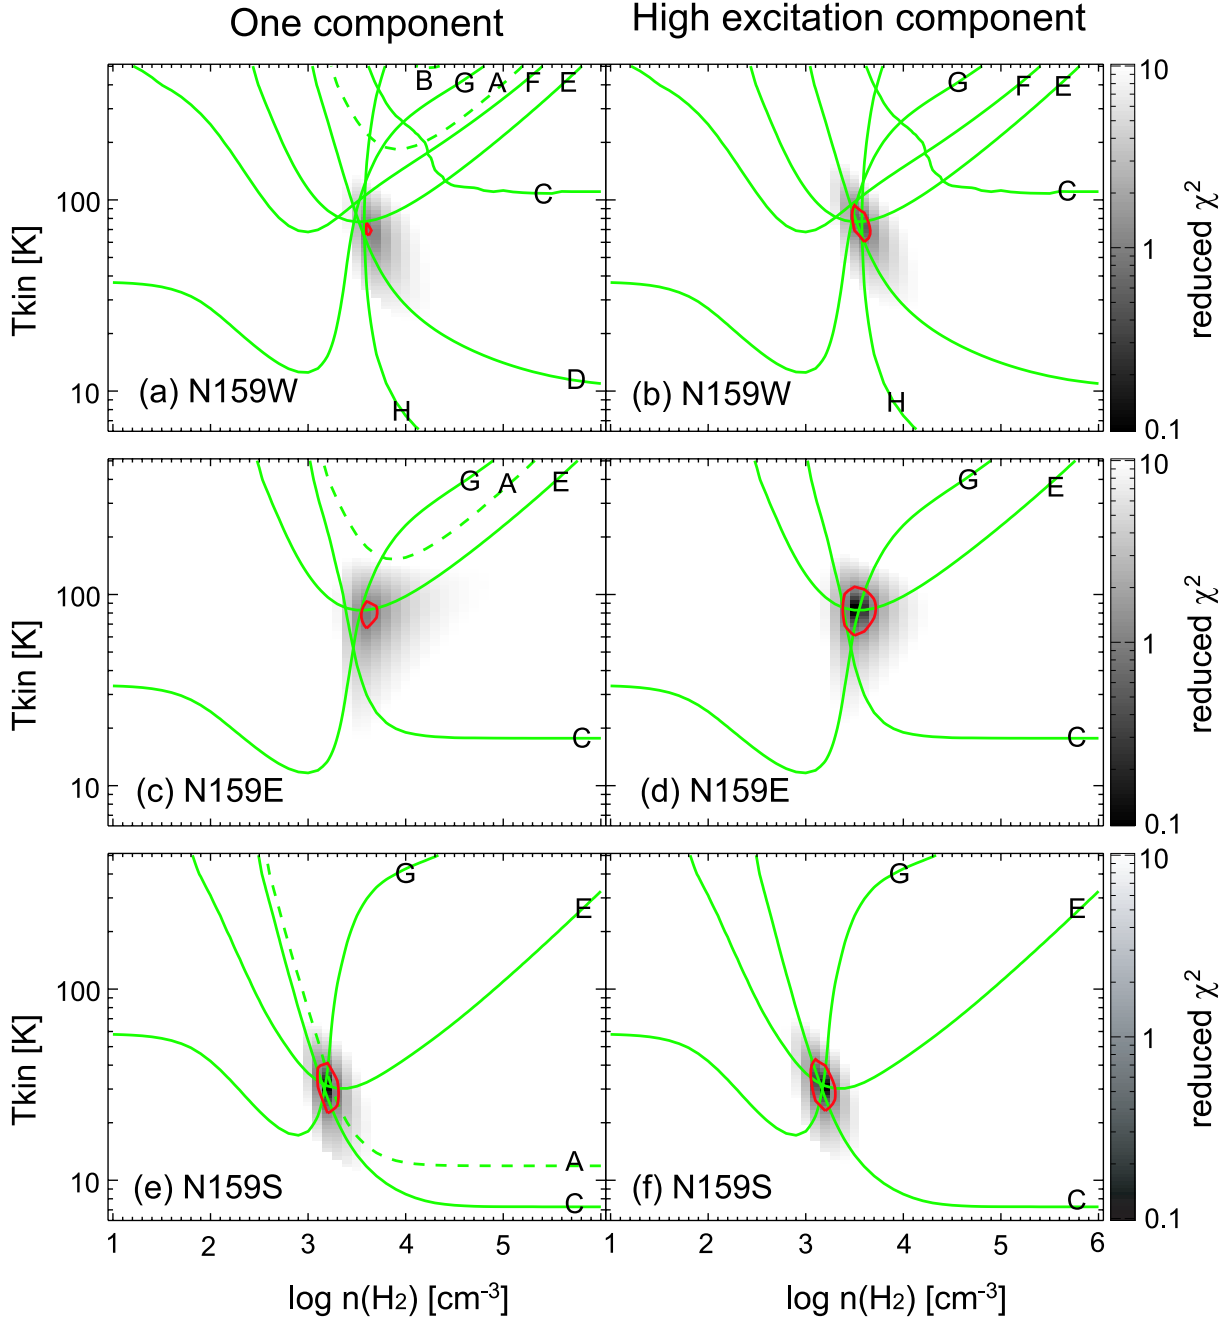 One component
High excitation component
B G A F E
G F E
C
C
D
H
H
(a) N159W
(b) N159W
100
10
Tkin [K]
10
1
0.1
reduced χ²
G A E
G E
C
C
(c) N159E
(d) N159E
100
10
Tkin [K]
10
1
0.1
reduced χ²
G
G
E
E
A
C
C
(e) N159S
(f) N159S
100
10
Tkin [K]
10
1
0.1
reduced χ²
1 2 3 4 5 1 2 3 4 5 6
log n(H₂) [cm⁻³]
log n(H₂) [cm⁻³]